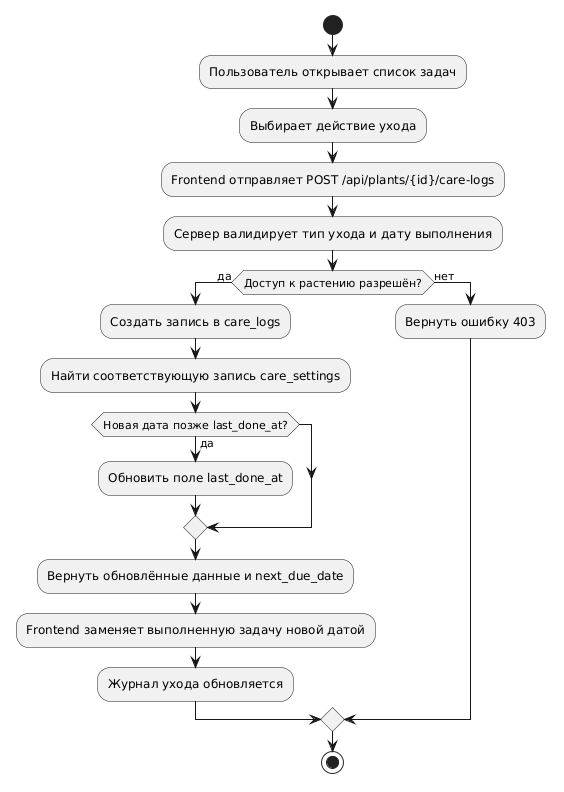 Пользователь открывает список задач
Выбирает действие ухода
Frontend отправляет POST /api/plants/{id}/care-logs
Сервер валидирует тип ухода и дату выполнения
да
Доступ к растению разрешён?
нет
Создать запись в care_logs
Вернуть ошибку 403
Найти соответствующую запись care_settings
Новая дата позже last_done_at?
да
Обновить поле last_done_at
Вернуть обновлённые данные и next_due_date
Frontend заменяет выполненную задачу новой датой
Журнал ухода обновляется